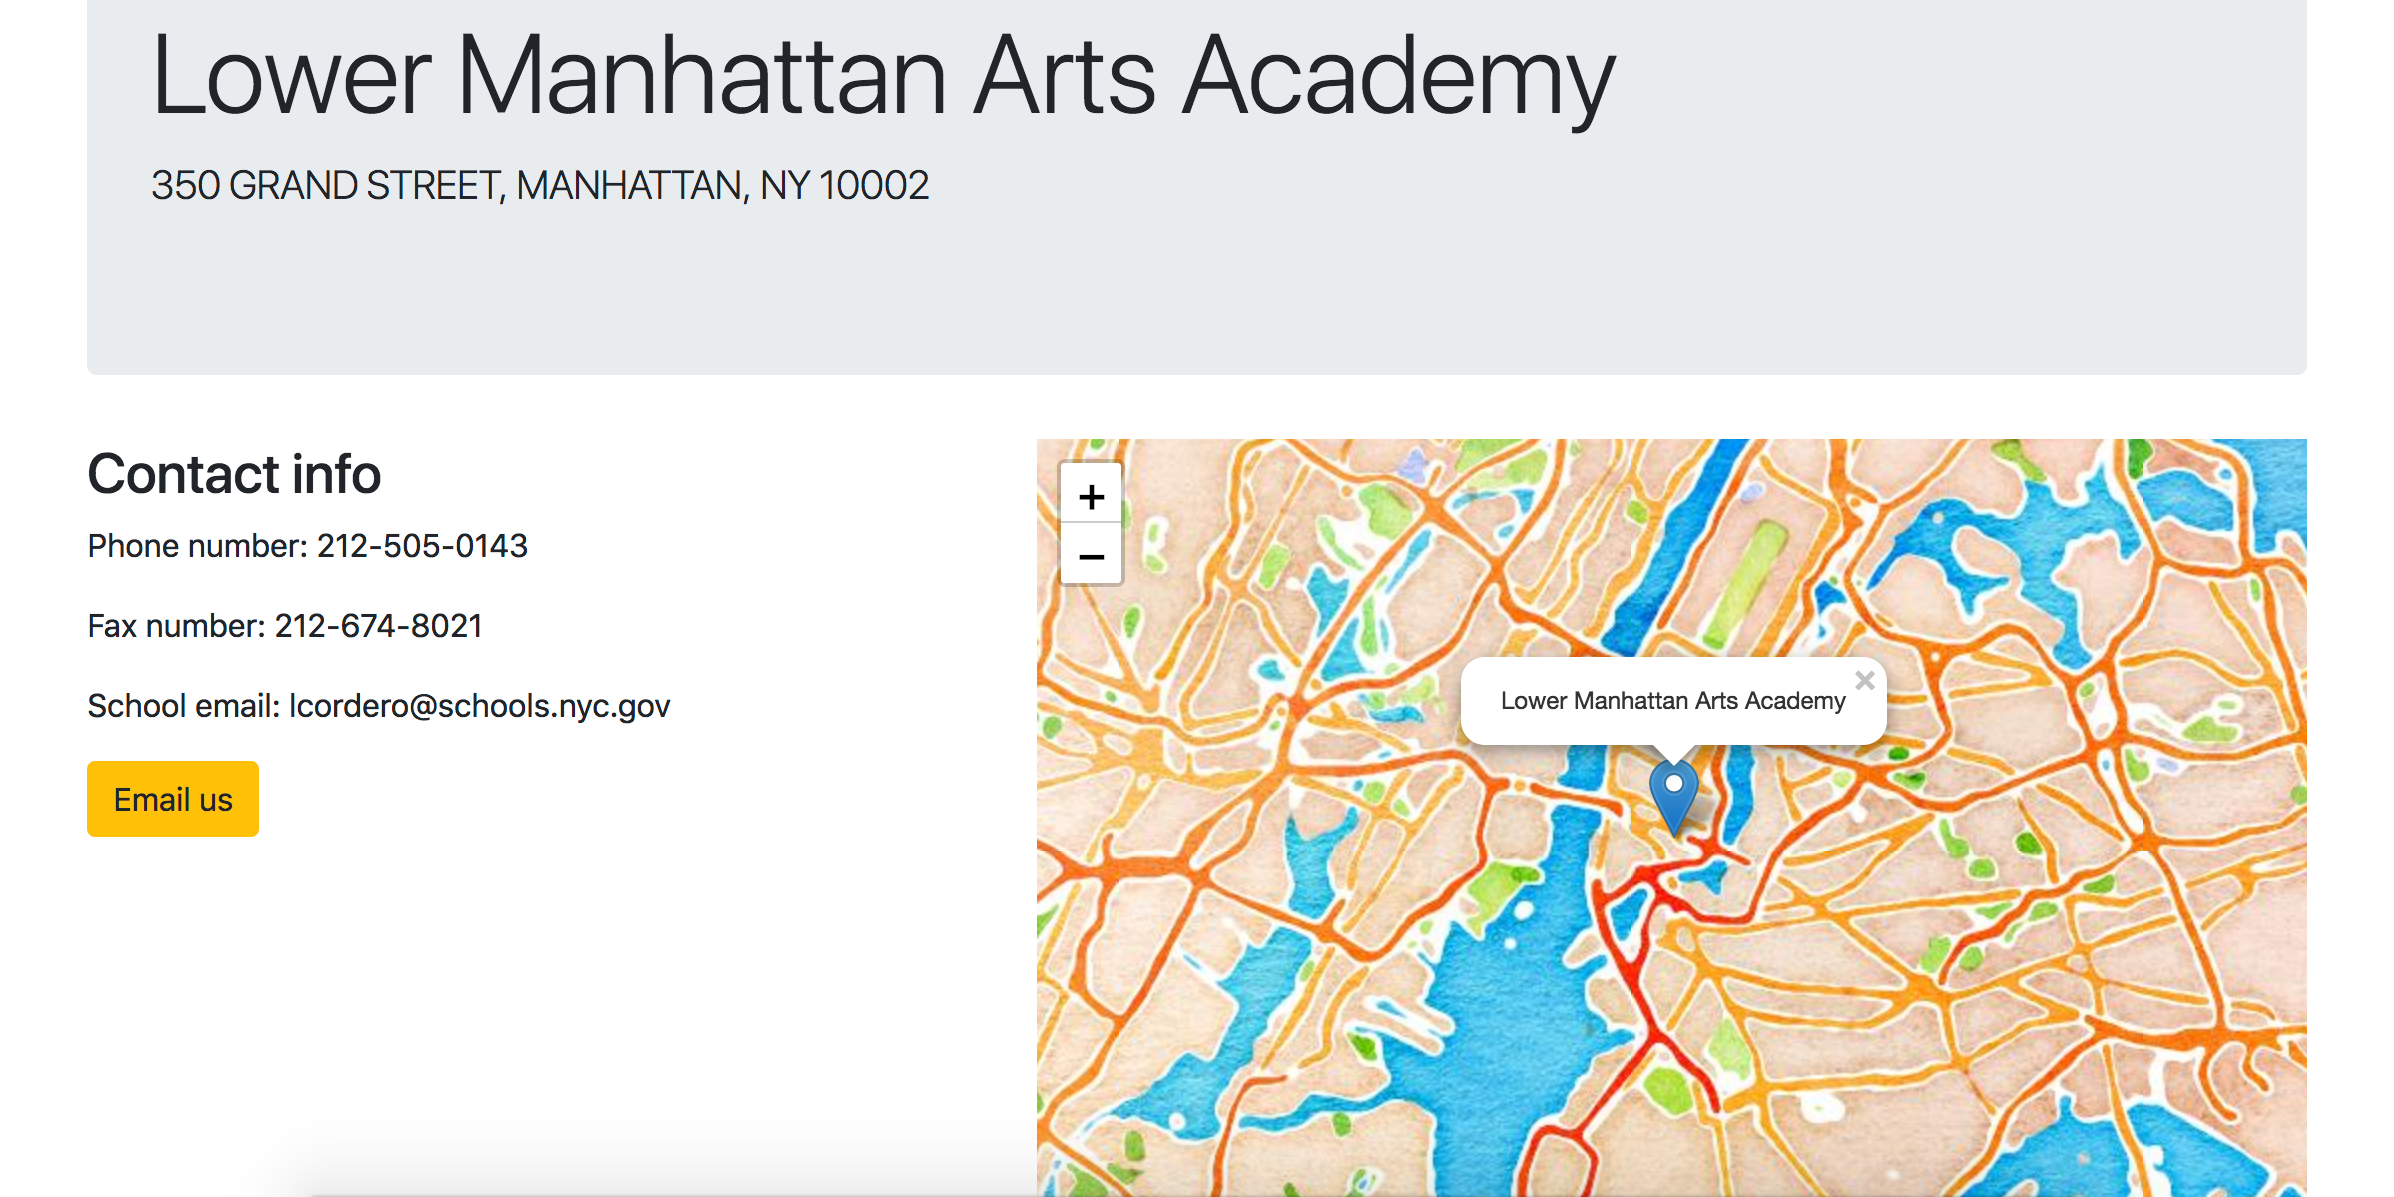 Lower Manhattan Arts Academy
350 GRAND STREET, MANHATTAN, NY 10002
Contact info
Phone number: 212-505-0143
Fax number: 212-674-8021
School email: lcordero@schools.nyc.gov
Email us
+
−
Lower Manhattan Arts Academy
×